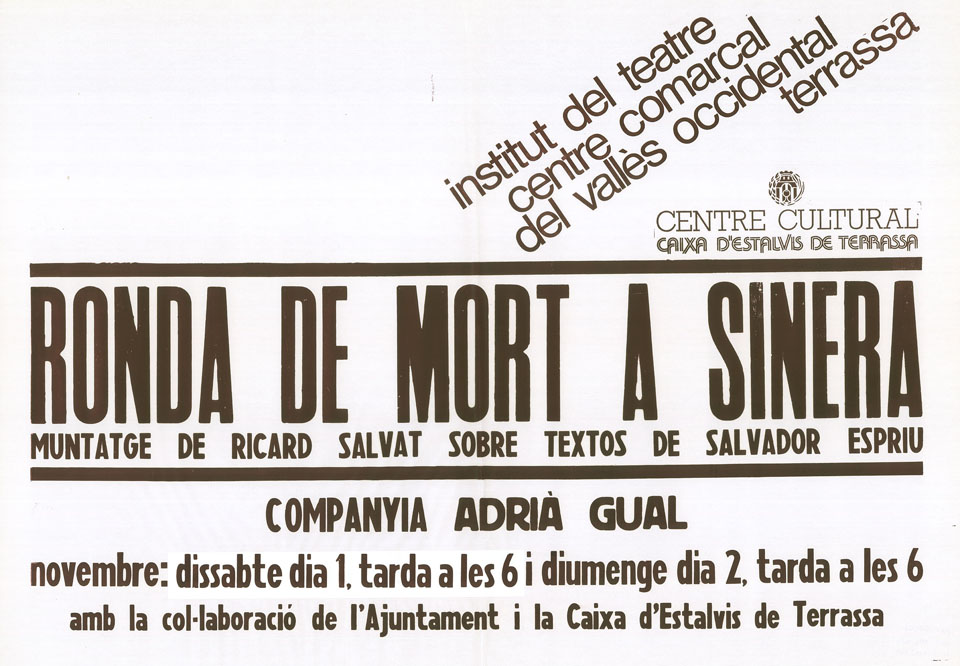 institut del teatre
centre comarcal
del vallès occidental
terrassa
CENTRE CULTURAL
CAIXA D'ESTALVIS DE TERRASSA
RONDA DE MORT A SINERA
MUNTATGE DE RICARD SALVAT SOBRE TEXTOS DE SALVADOR ESPRIU
COMPANYIA ADRIÀ GUAL
novembre: dissabte dia 1, tarda a les 6 i diumenge dia 2, tarda a les 6
amb la col·laboració de l'Ajuntament i la Caixa d'Estalvis de Terrassa